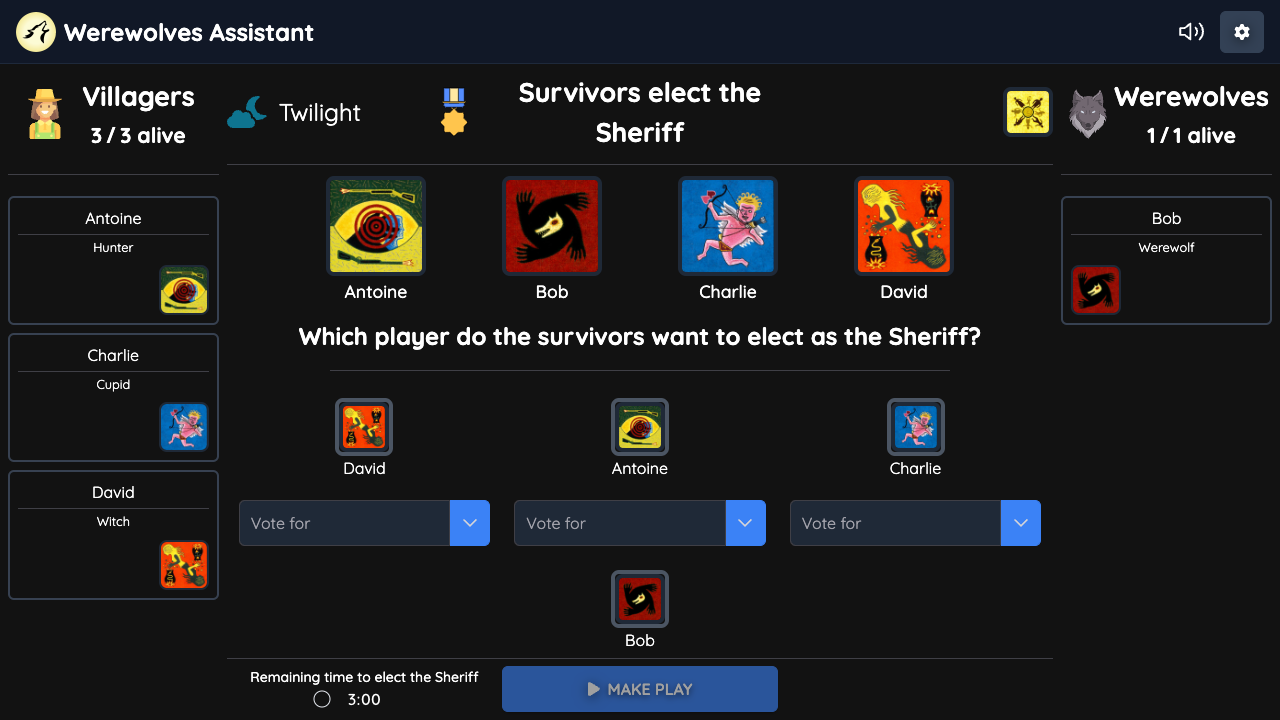 Werewolves Assistant
Villagers
3 / 3 alive
Twilight
Survivors elect the
Sheriff
Werewolves
1 / 1 alive
Antoine
Hunter
Charlie
Cupid
David
Witch
Antoine
Bob
Charlie
David
Which player do the survivors want to elect as the Sheriff?
David
Antoine
Charlie
Vote for
Vote for
Vote for
Bob
Remaining time to elect the Sheriff
3:00
MAKE PLAY
Bob
Werewolf